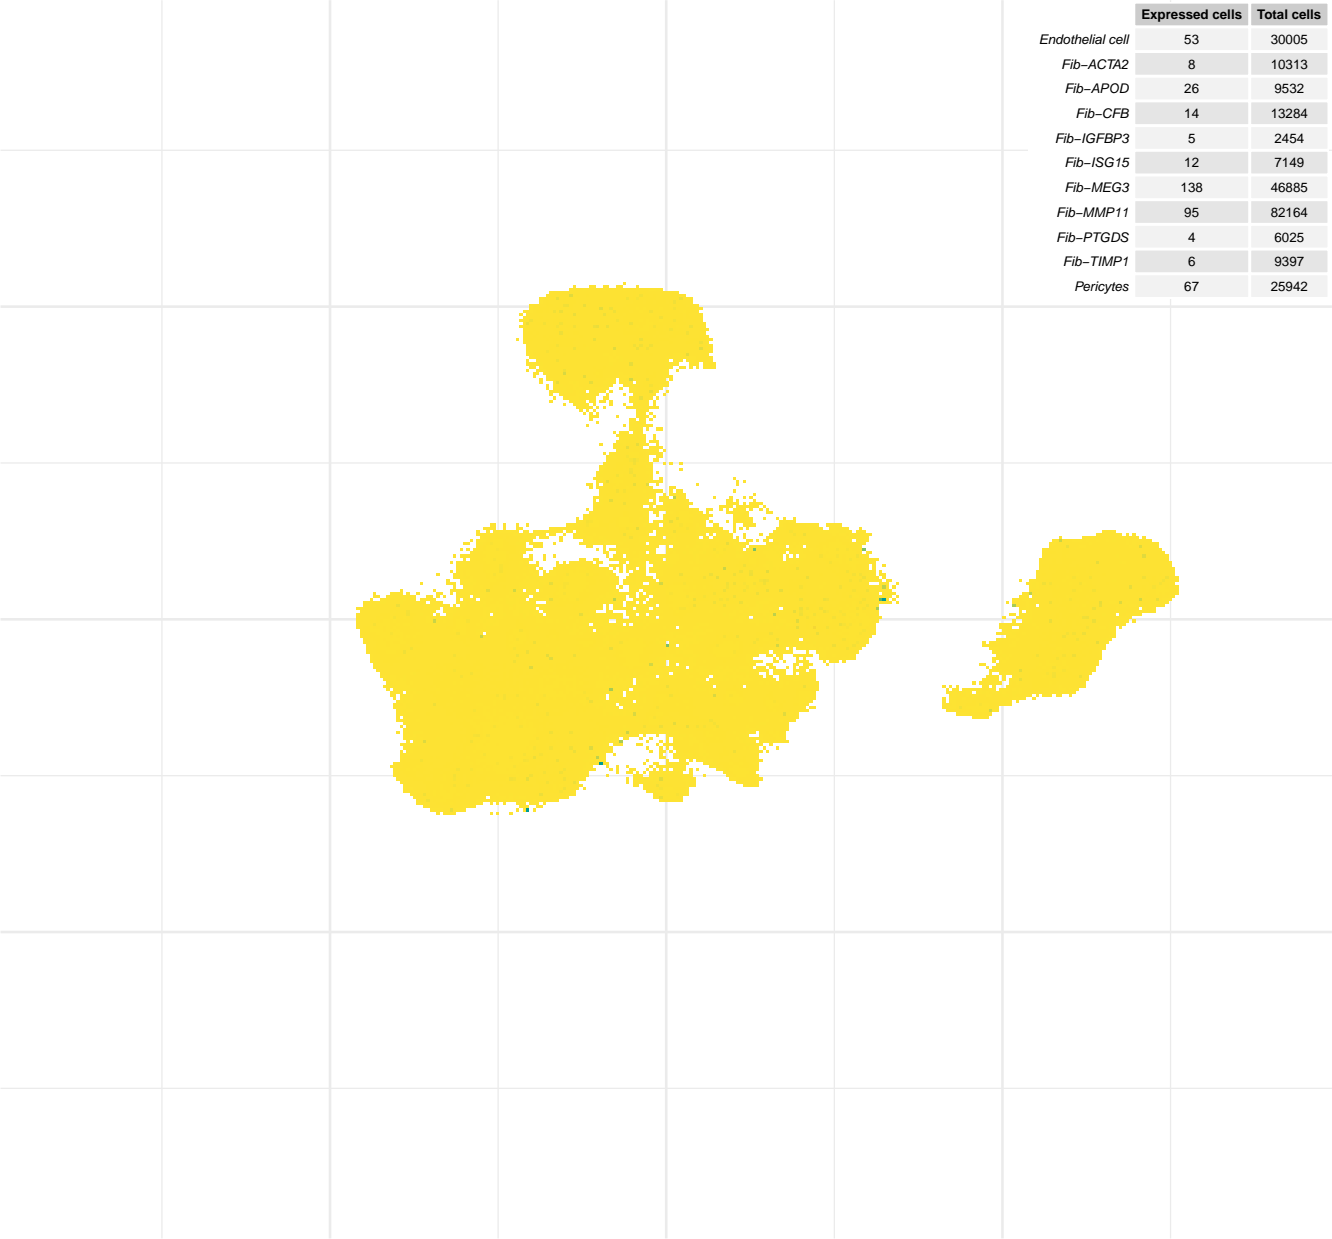 Expressed cells Total cells
Endothelial cell 53 30005
Fib−ACTA2 8 10313
Fib−APOD 26 9532
Fib−CFB 14 13284
Fib−IGFBP3 5 2454
Fib−ISG15 12 7149
Fib−MEG3 138 46885
Fib−MMP11 95 82164
Fib−PTGDS 4 6025
Fib−TIMP1 6 9397
Pericytes 67 25942